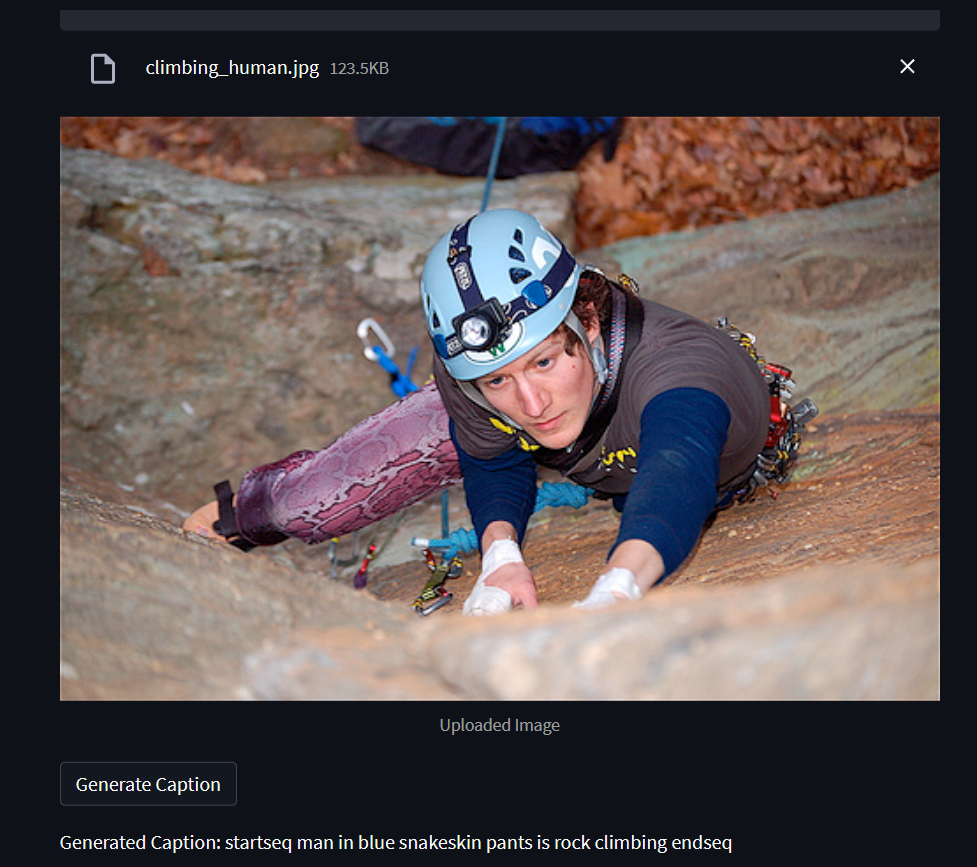 climbing_human.jpg 123.5KB
PETZL
Uploaded Image
Generate Caption
Generated Caption: startseq man in blue snakeskin pants is rock climbing endseq